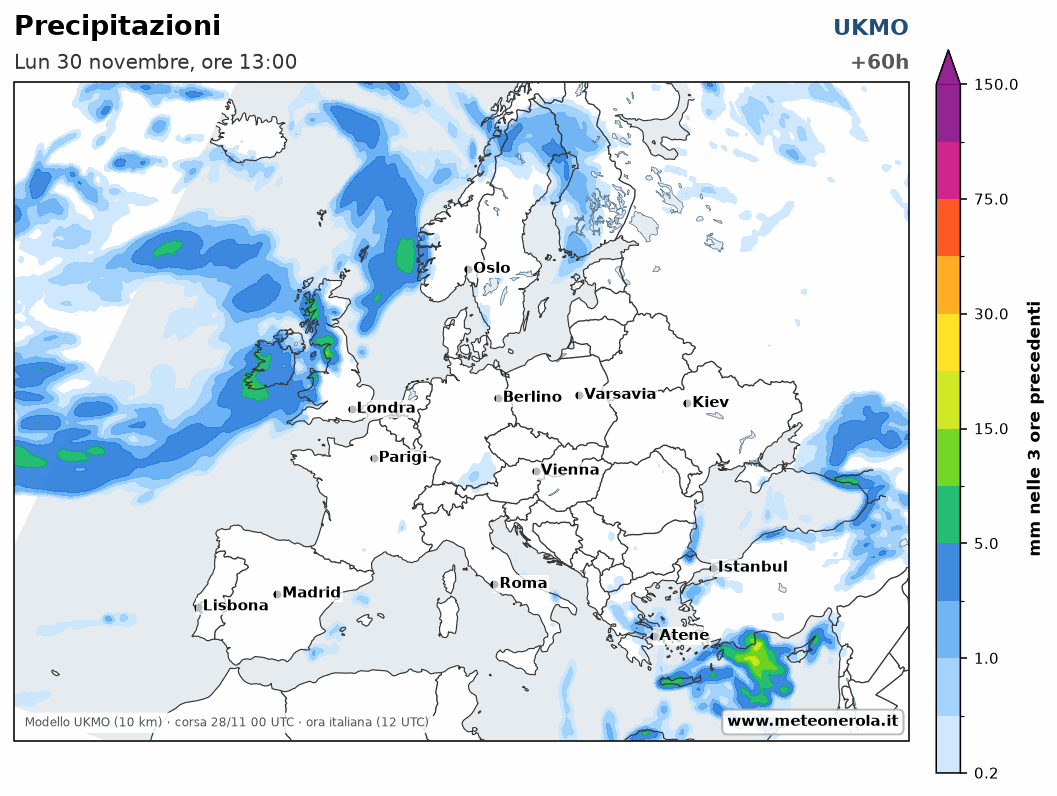 Precipitazioni
UKMO
Lun 30 novembre, ore 13:00
+60h
150.0
75.0
30.0
15.0
5.0
1.0
0.2
mm nelle 3 ore precedenti
Oslo
Londra
Berlino
Varsavia
Kiev
Parigi
Vienna
Istanbul
Roma
Madrid
Lisbona
Atene
Modello UKMO (10 km) · corsa 28/11 00 UTC · ora italiana (12 UTC)
www.meteonerola.it